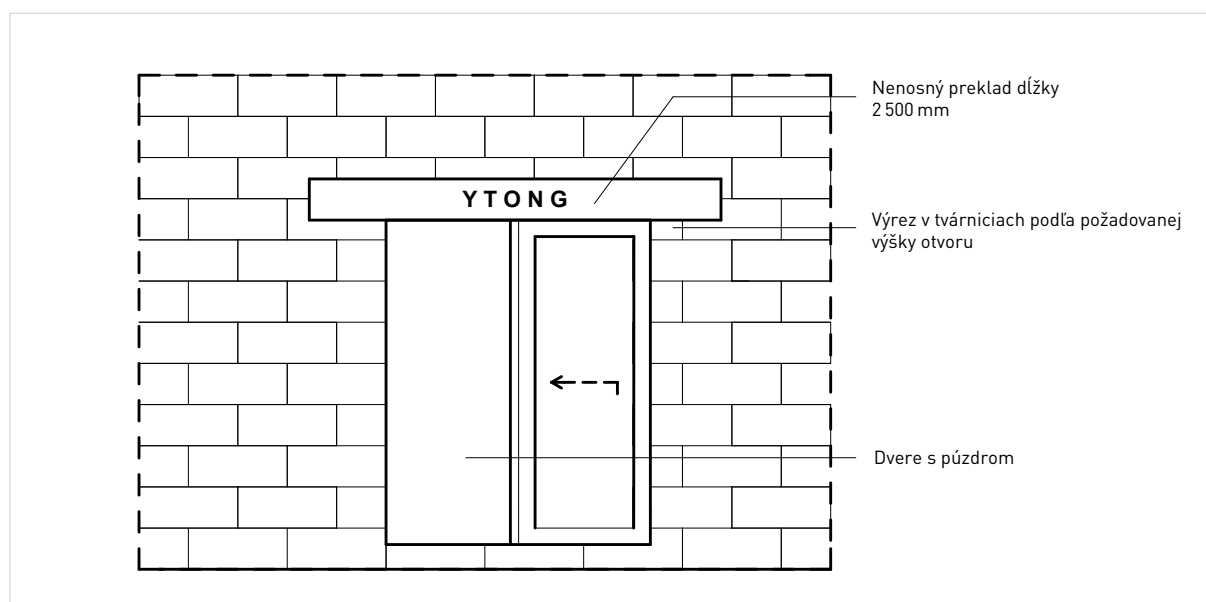 Nenosný preklad dĺžky
2 500 mm
YTONG
Výrez v tvárniciach podľa požadovanej
výšky otvoru
Dvere s púzdrom